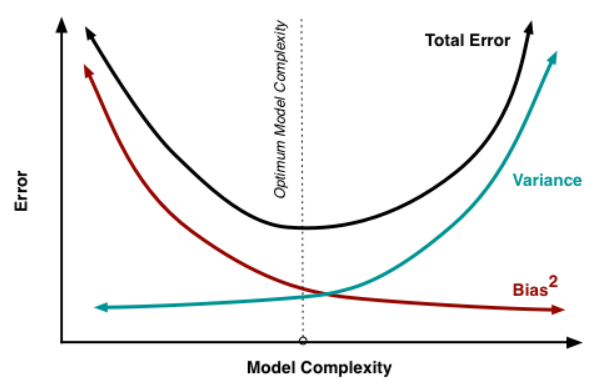 Optimum Model Complexity
Total Error
Error
Variance
Bias²
Model Complexity